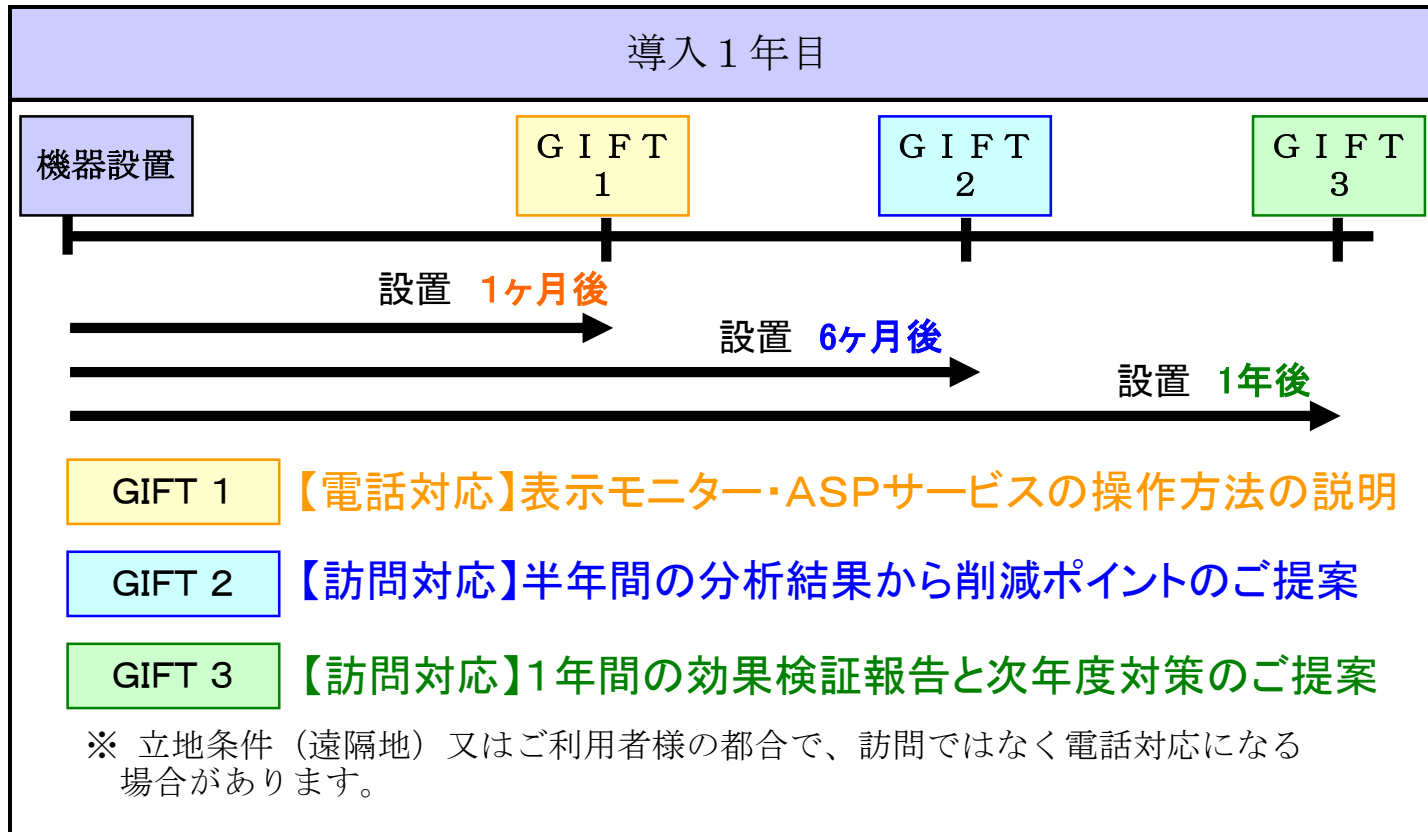 導入１年目
機器設置
ＧＩＦＴ
１
ＧＩＦＴ
２
ＧＩＦＴ
３
設置　1ヶ月後
設置　6ヶ月後
設置　1年後
GIFT 1
【電話対応】表示モニター・ASPサービスの操作方法の説明
GIFT 2
【訪問対応】半年間の分析結果から削減ポイントのご提案
GIFT 3
【訪問対応】1年間の効果検証報告と次年度対策のご提案
※ 立地条件（遠隔地）又はご利用者様の都合で、訪問ではなく電話対応になる
場合があります。